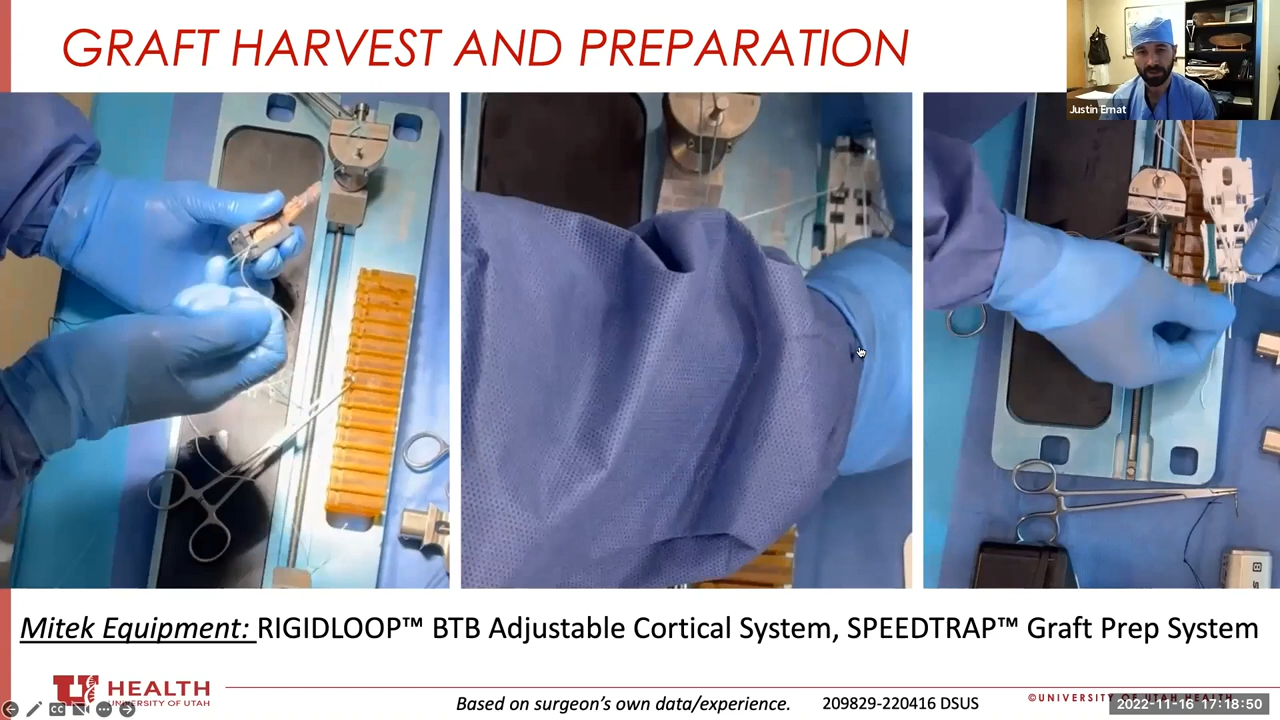 GRAFT HARVEST AND PREPARATION
Justin Ernat
Mitek Equipment: RIGIDLOOP™ BTB Adjustable Cortical System, SPEEDTRAP™ Graft Prep System
U HEALTH
UNIVERSITY OF UTAH
Based on surgeon's own data/experience.
209829-220416 DSUS
©UNIVERSITY OF UTAH HEALTH
2022-11-16 17:18:50
CC